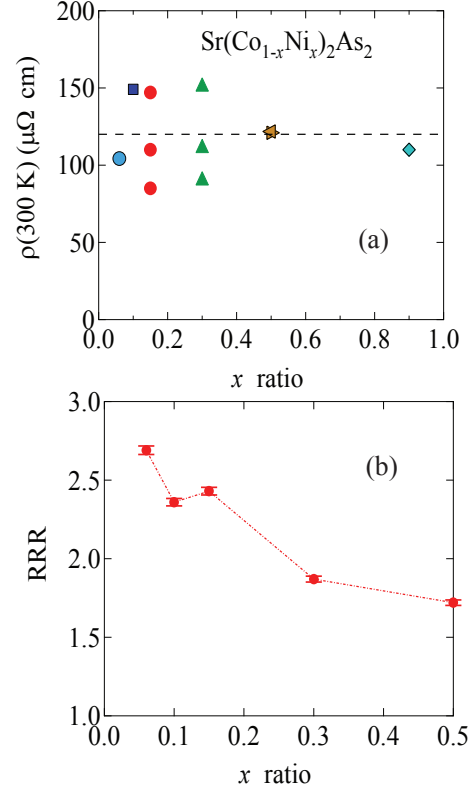 Sr(Co1-xNix)2As2
ρ(300 K) (μΩ cm)
200
150
100
50
0
(a)
0.0 0.2 0.4 0.6 0.8 1.0
x ratio
RRR
3.0
2.5
2.0
1.5
1.0
(b)
0.0 0.1 0.2 0.3 0.4 0.5
x ratio